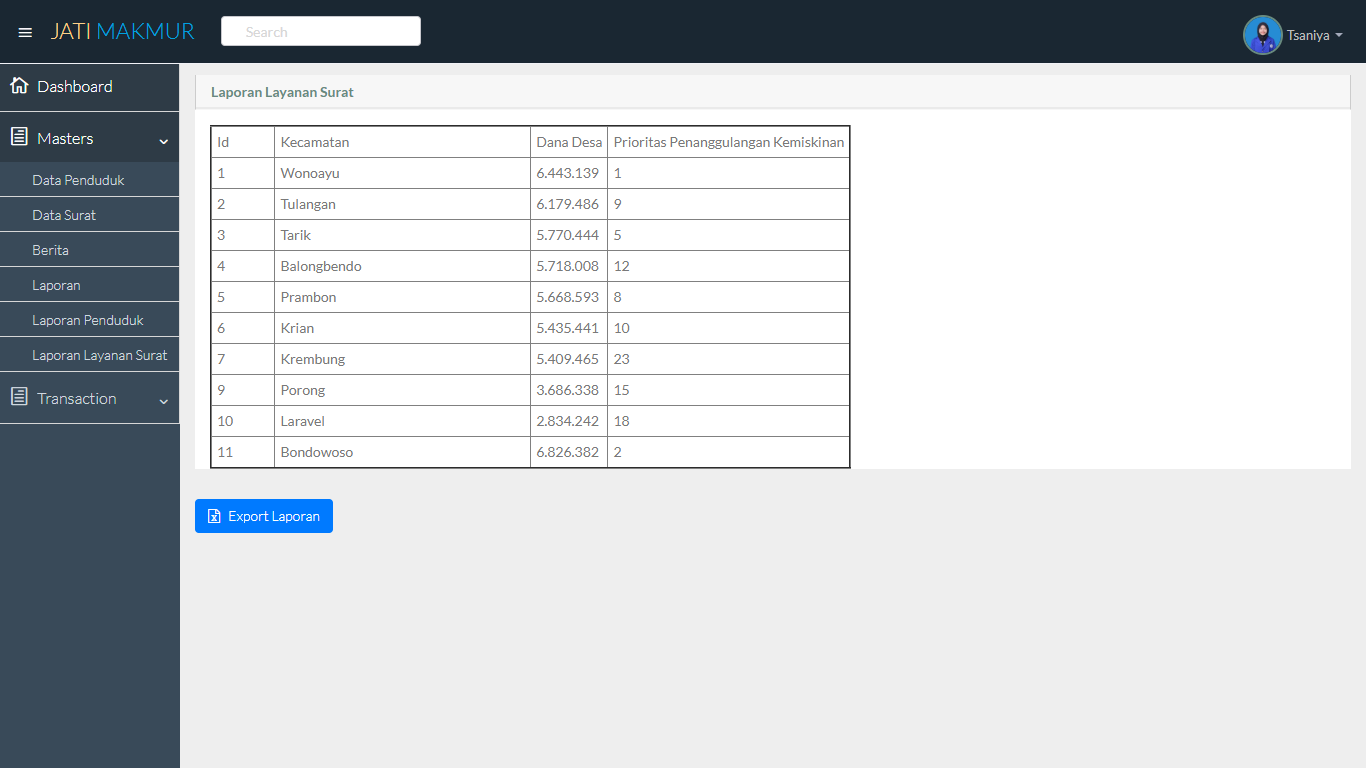 JATI MAKMUR
Search
Tsaniya
Dashboard
Masters
Data Penduduk
Data Surat
Berita
Laporan
Laporan Penduduk
Laporan Layanan Surat
Transaction
Laporan Layanan Surat
Id Kecamatan Dana Desa Prioritas Penanggulangan Kemiskinan
1 Wonoayu 6.443.139 1
2 Tulangan 6.179.486 9
3 Tarik 5.770.444 5
4 Balongbendo 5.718.008 12
5 Prambon 5.668.593 8
6 Krian 5.435.441 10
7 Krembung 5.409.465 23
9 Porong 3.686.338 15
10 Laravel 2.834.242 18
11 Bondowoso 6.826.382 2
Export Laporan